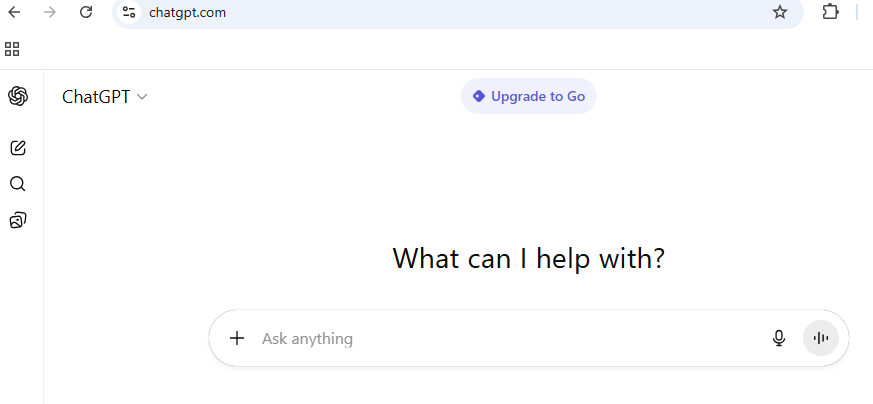 chatgpt.com
ChatGPT
Upgrade to Go
What can I help with?
Ask anything